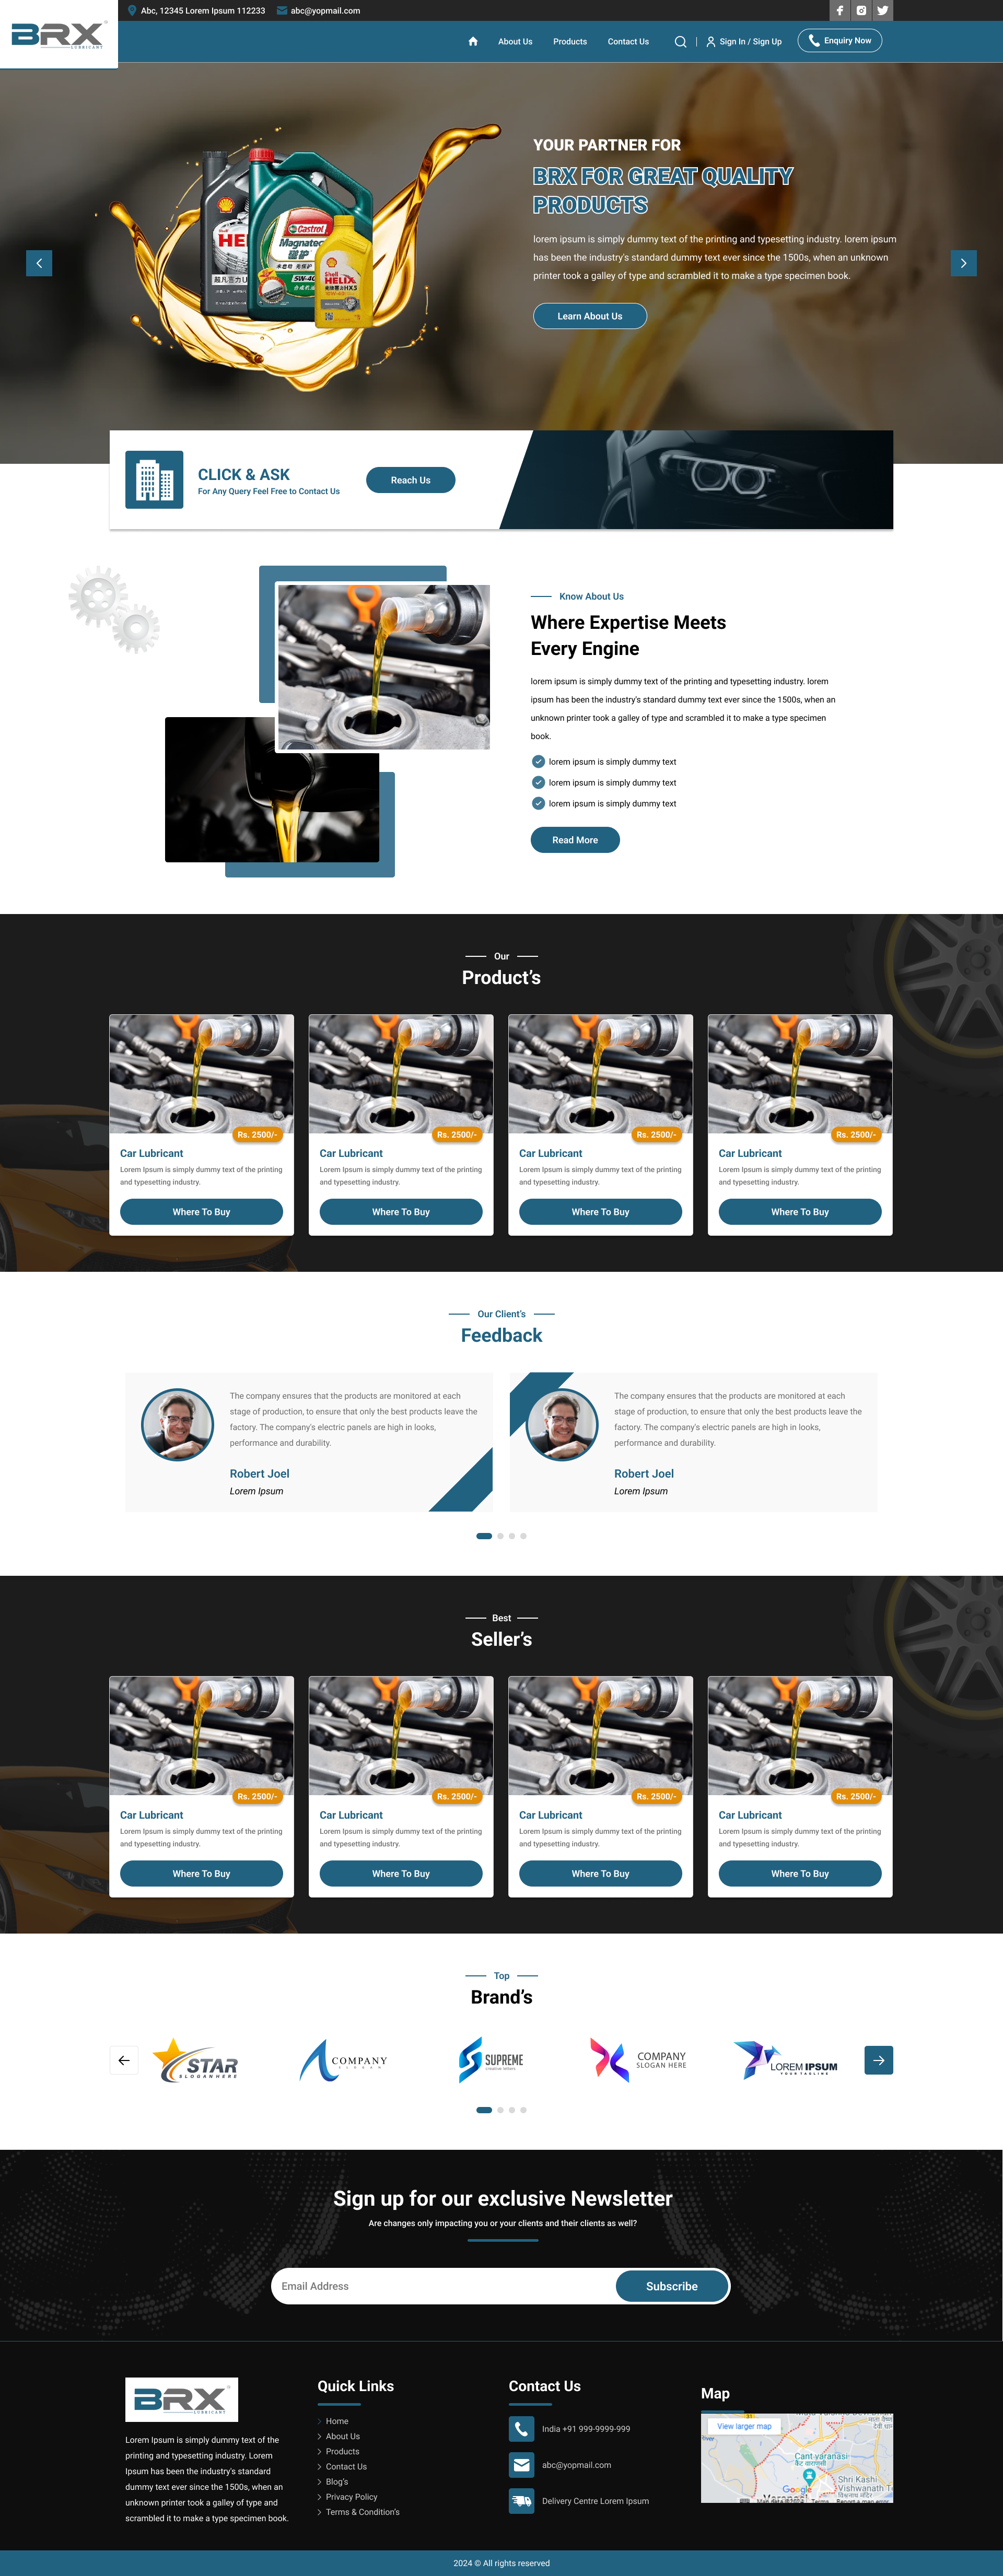 BRX
LUBRICANT
Abc, 12345 Lorem Ipsum 112233
abc@yopmail.com
About Us
Products
Contact Us
Sign In / Sign Up
Enquiry Now
Shell
HE
Castrol
Magnatec
5W-40
Shell
HELIX
HX5
YOUR PARTNER FOR
BRX FOR GREAT QUALITY
PRODUCTS
lorem ipsum is simply dummy text of the printing and typesetting industry. lorem ipsum
has been the industry's standard dummy text ever since the 1500s, when an unknown
printer took a galley of type and scrambled it to make a type specimen book.
Learn About Us
CLICK & ASK
For Any Query Feel Free to Contact Us
Reach Us
Know About Us
Where Expertise Meets
Every Engine
lorem ipsum is simply dummy text of the printing and typesetting industry. lorem
ipsum has been the industry's standard dummy text ever since the 1500s, when an
unknown printer took a galley of type and scrambled it to make a type specimen
book.
lorem ipsum is simply dummy text
lorem ipsum is simply dummy text
lorem ipsum is simply dummy text
Read More
Our
Product's
Rs. 2500/-
Car Lubricant
Lorem Ipsum is simply dummy text of the printing
and typesetting industry.
Where To Buy
Rs. 2500/-
Car Lubricant
Lorem Ipsum is simply dummy text of the printing
and typesetting industry.
Where To Buy
Rs. 2500/-
Car Lubricant
Lorem Ipsum is simply dummy text of the printing
and typesetting industry.
Where To Buy
Rs. 2500/-
Car Lubricant
Lorem Ipsum is simply dummy text of the printing
and typesetting industry.
Where To Buy
Our Client's
Feedback
The company ensures that the products are monitored at each
stage of production, to ensure that only the best products leave the
factory. The company's electric panels are high in looks,
performance and durability.
Robert Joel
Lorem Ipsum
The company ensures that the products are monitored at each
stage of production, to ensure that only the best products leave the
factory. The company's electric panels are high in looks,
performance and durability.
Robert Joel
Lorem Ipsum
Best
Seller's
Rs. 2500/-
Car Lubricant
Lorem Ipsum is simply dummy text of the printing
and typesetting industry.
Where To Buy
Rs. 2500/-
Car Lubricant
Lorem Ipsum is simply dummy text of the printing
and typesetting industry.
Where To Buy
Rs. 2500/-
Car Lubricant
Lorem Ipsum is simply dummy text of the printing
and typesetting industry.
Where To Buy
Rs. 2500/-
Car Lubricant
Lorem Ipsum is simply dummy text of the printing
and typesetting industry.
Where To Buy
Top
Brand's
STAR
SLOGANHERE
COMPANY
SLOGAN
SUPREME
COMPANY
SLOGAN HERE
LOREM IPSUM
YOUR TAGLINE
Sign up for our exclusive Newsletter
Are changes only impacting you or your clients and their clients as well?
Email Address
Subscribe
BRX
LUBRICANT
Lorem Ipsum is simply dummy text of the
printing and typesetting industry. Lorem
Ipsum has been the industry's standard
dummy text ever since the 1500s, when an
unknown printer took a galley of type and
scrambled it to make a type specimen book.
Quick Links
Home
About Us
Products
Contact Us
Blog's
Privacy Policy
Terms & Condition's
Contact Us
India +91 999-9999-999
abc@yopmail.com
Delivery Centre Lorem Ipsum
Map
View larger map
Cant varanasi
Shri Kashi
Vishwanath
Google
Map data ©2024
Terms
Report a map error
2024 © All rights reserved